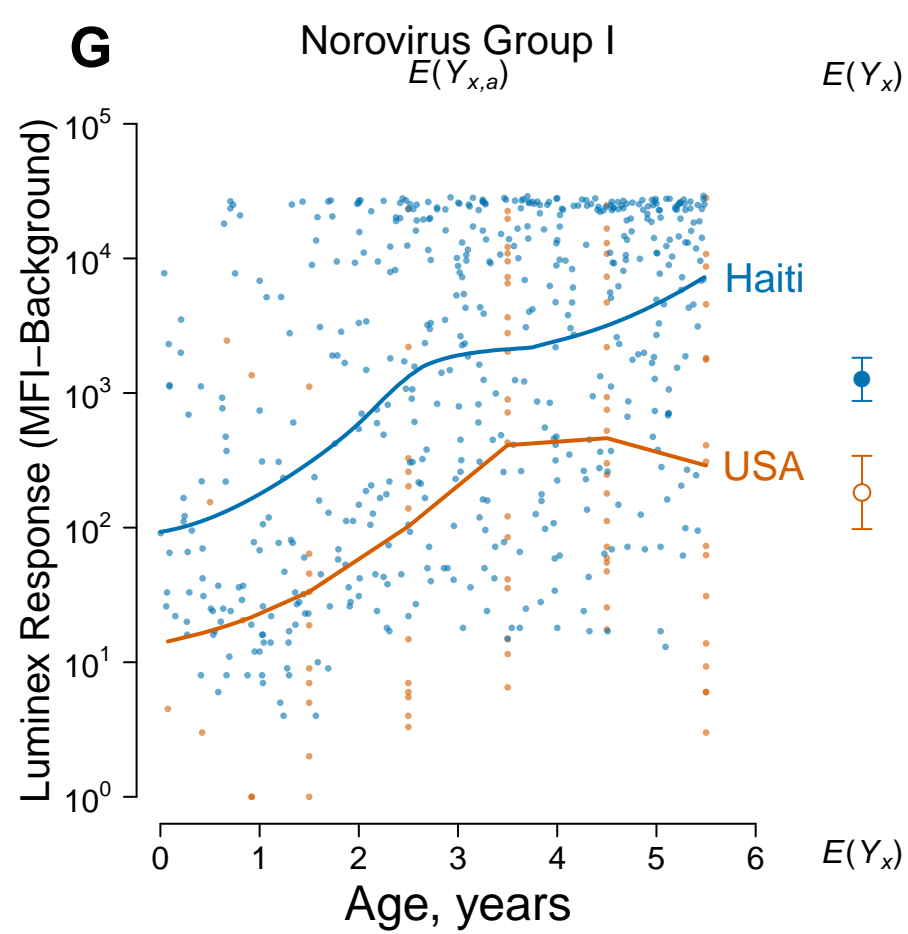 G
Norovirus Group I
E(Yx,a)
E(Yx)
Luminex Response (MFI−Background)
10^5
10^4
10^3
10^2
10^1
10^0
Haiti
USA
0 1 2 3 4 5 6
Age, years
E(Yx)